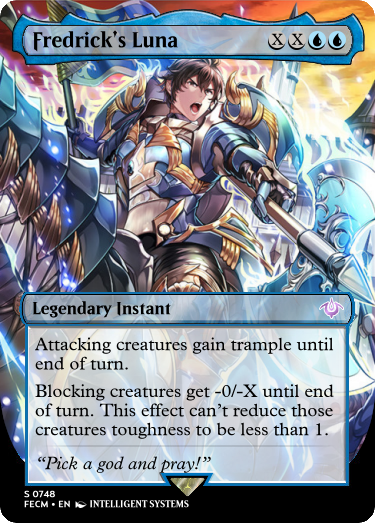 Fredrick's Luna XXUU
Legendary Instant
Attacking creatures gain trample until
end of turn.
Blocking creatures get -0/-X until end
of turn. This effect can't reduce those
creatures toughness to be less than 1.
"Pick a god and pray!"
S 0748
FECM • EN INTELLIGENT SYSTEMS